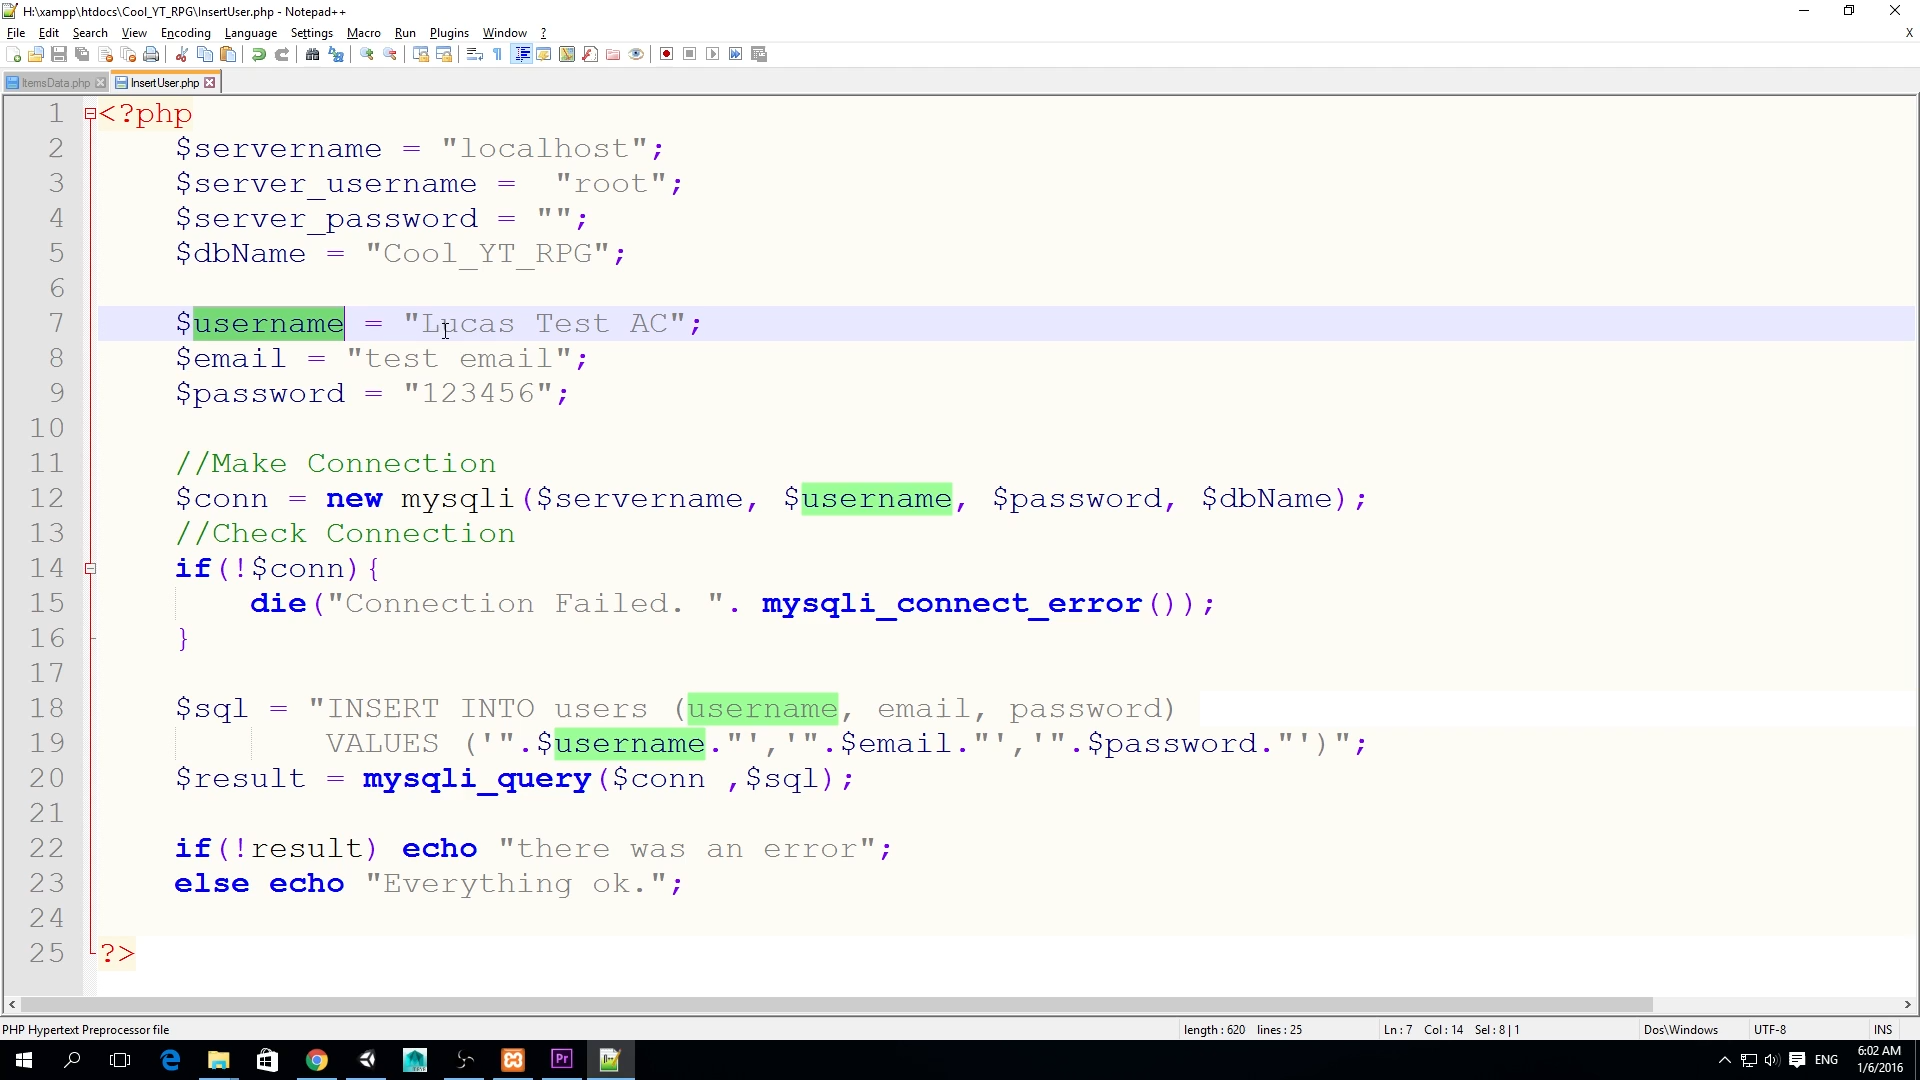 H:\xampp\htdocs\Cool_YT_RPG\InsertUser.php - Notepad++
File Edit Search View Encoding Language Settings Macro Run Plugins Window ? X
ItemsData.php InsertUser.php
1 <?php
2 $servername = "localhost";
3 $server_username =  "root";
4 $server_password = "";
5 $dbName = "Cool_YT_RPG";
6
7 $username = "Lucas Test AC";
8 $email = "test email";
9 $password = "123456";
10
11 //Make Connection
12 $conn = new mysqli($servername, $username, $password, $dbName);
13 //Check Connection
14 if(!$conn){
15 die("Connection Failed. ". mysqli_connect_error());
16 }
17
18 $sql = "INSERT INTO users (username, email, password)
19 VALUES ('".$username."','".$email."','".$password."')";
20 $result = mysqli_query($conn ,$sql);
21
22 if(!result) echo "there was an error";
23 else echo "Everything ok.";
24
25 ?>
PHP Hypertext Preprocessor file length : 620 lines : 25 Ln : 7 Col : 14 Sel : 8 | 1 Dos\Windows UTF-8 INS
Pr ENG 6:02 AM
1/6/2016